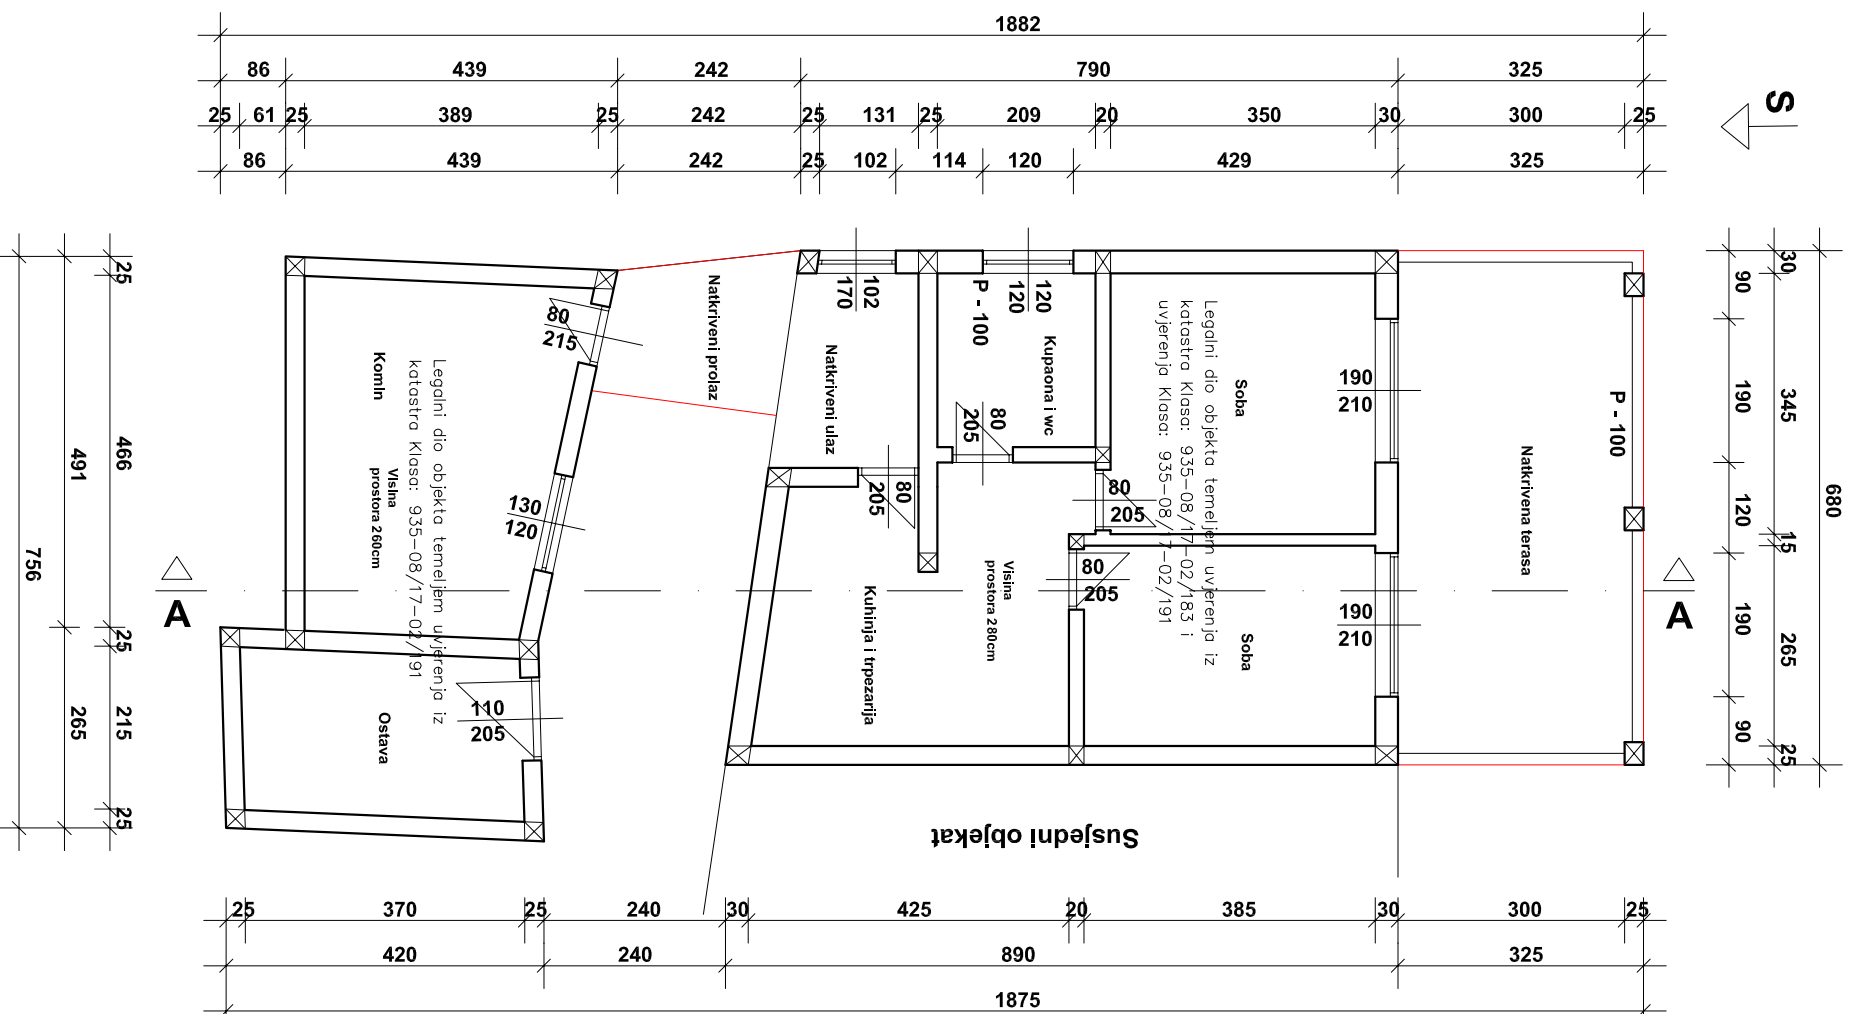 1882
86 439 242 790 325
25 61 25 389 25 242 25 131 25 209 20 350 30 300 25
86 439 242 25 102 114 120 429 325
S
25 466 25 215 25
491 265
756
30 345 15 265 25
90 190 120 190 90
680
Natkriveni prolaz
102
170
P - 100
120
120
Natkriveni ulaz
Kupaona i wc
80
205
80
205
Legalni dio objekta temeljem uvjerenja iz
katastra Klasa: 935-08/17-02/183 i
uvjerenja Klasa: 935-08/17-02/191
Soba
190
210
P - 100
Natkrivena terasa
80
215
Komin
Visina
prostora 260cm
Legalni dio objekta temeljem uvjerenja iz
katastra Klasa: 935-08/17-02/191
130
120
80
205
80
205
Visina
prostora 280cm
Kuhinja i trpezarija
Soba
190
210
A
A
Ostava
110
205
Susjedni objekat
25 370 25 240 30 425 20 385 30 300 25
420 240 890 325
1875